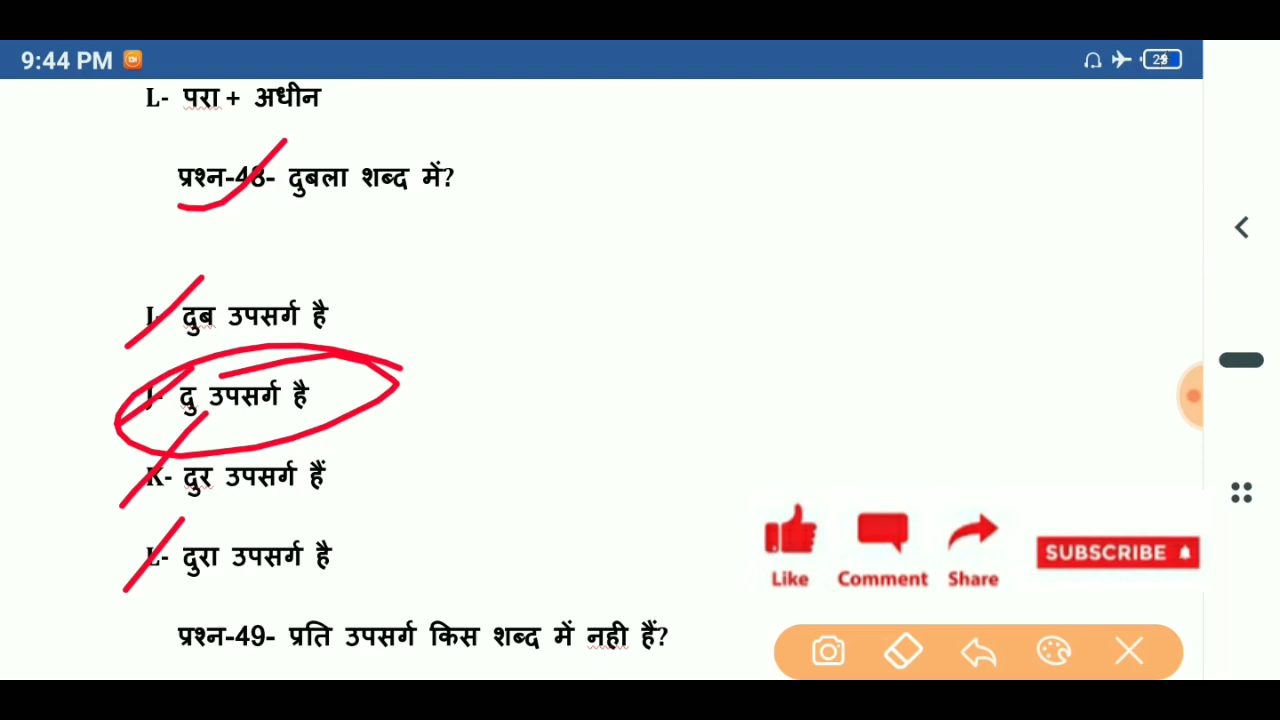 9:44 PM
L- परा + अधीन
प्रश्न-48- दुबला शब्द में?
I- दुब उपसर्ग है
J- दु उपसर्ग है
K- दुर उपसर्ग हैं
L- दुरा उपसर्ग है
Like Comment Share SUBSCRIBE
प्रश्न-49- प्रति उपसर्ग किस शब्द में नही हैं?